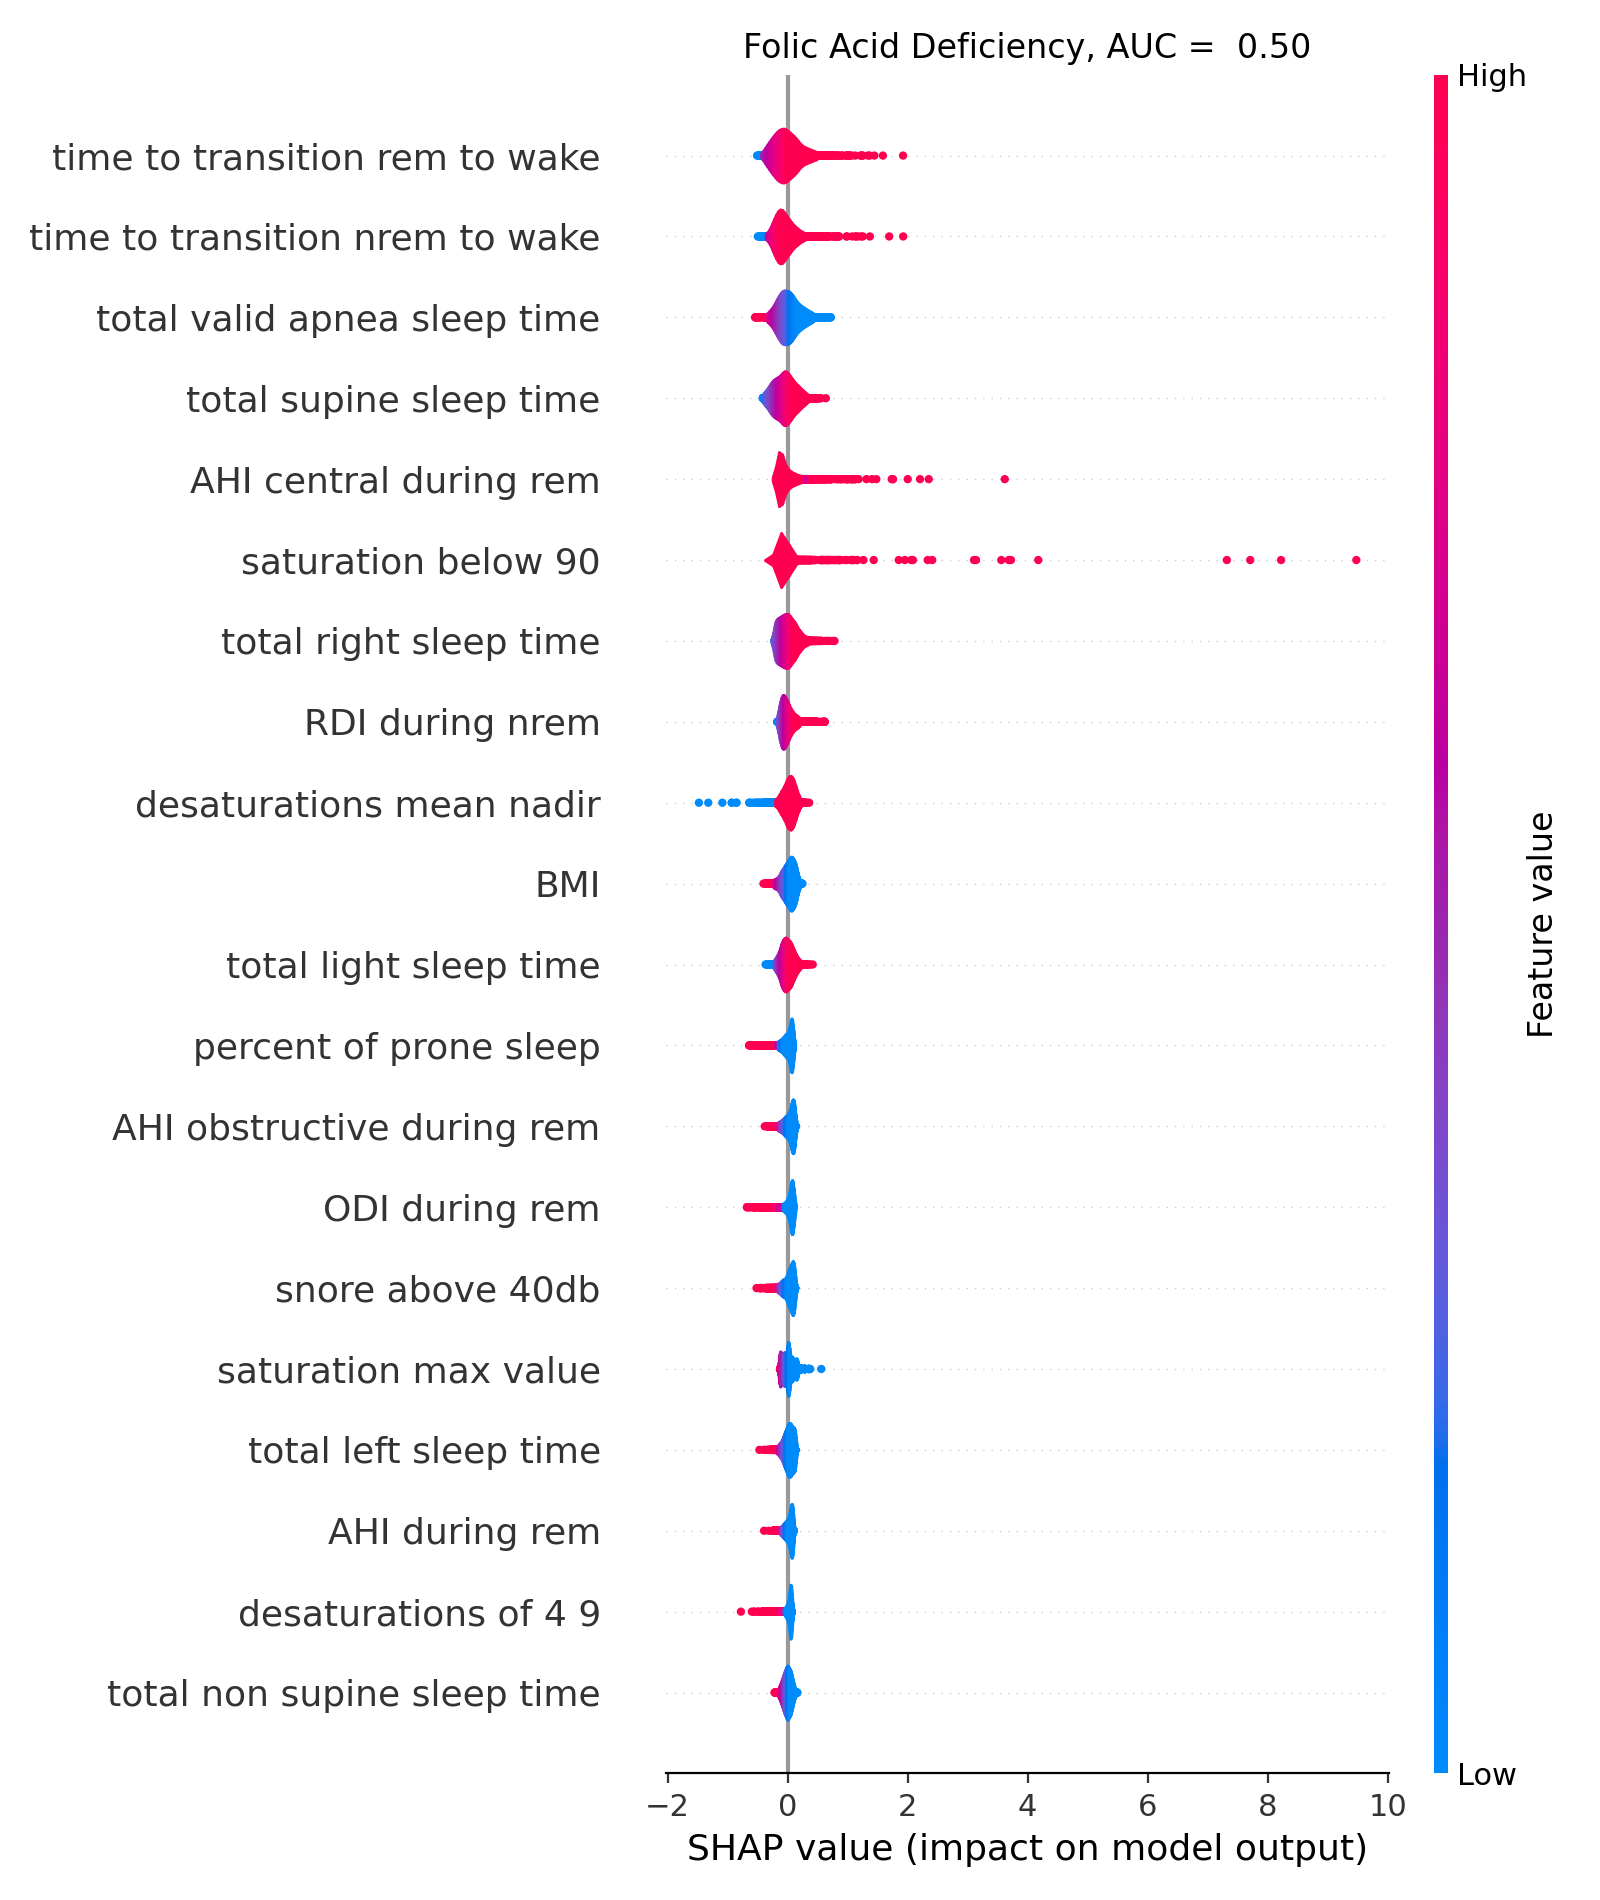 Folic Acid Deficiency, AUC =  0.50
High
time to transition rem to wake
time to transition nrem to wake
total valid apnea sleep time
total supine sleep time
AHI central during rem
saturation below 90
total right sleep time
RDI during nrem
desaturations mean nadir
BMI
total light sleep time
percent of prone sleep
AHI obstructive during rem
ODI during rem
snore above 40db
saturation max value
total left sleep time
AHI during rem
desaturations of 4 9
total non supine sleep time
Feature value
Low
−2 0 2 4 6 8 10
SHAP value (impact on model output)